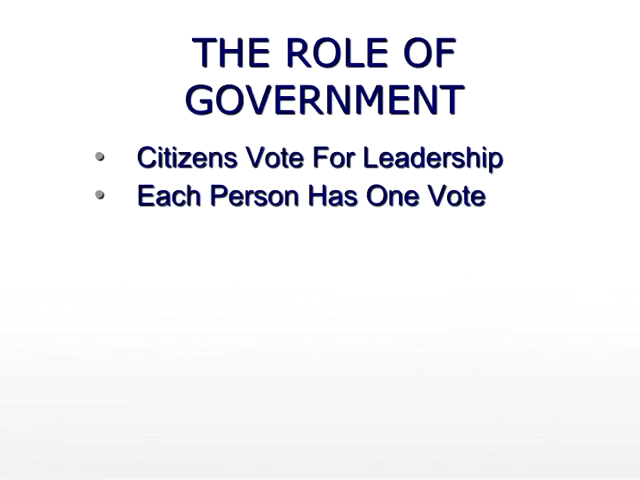 THE ROLE OF
GOVERNMENT
• Citizens Vote For Leadership
• Each Person Has One Vote